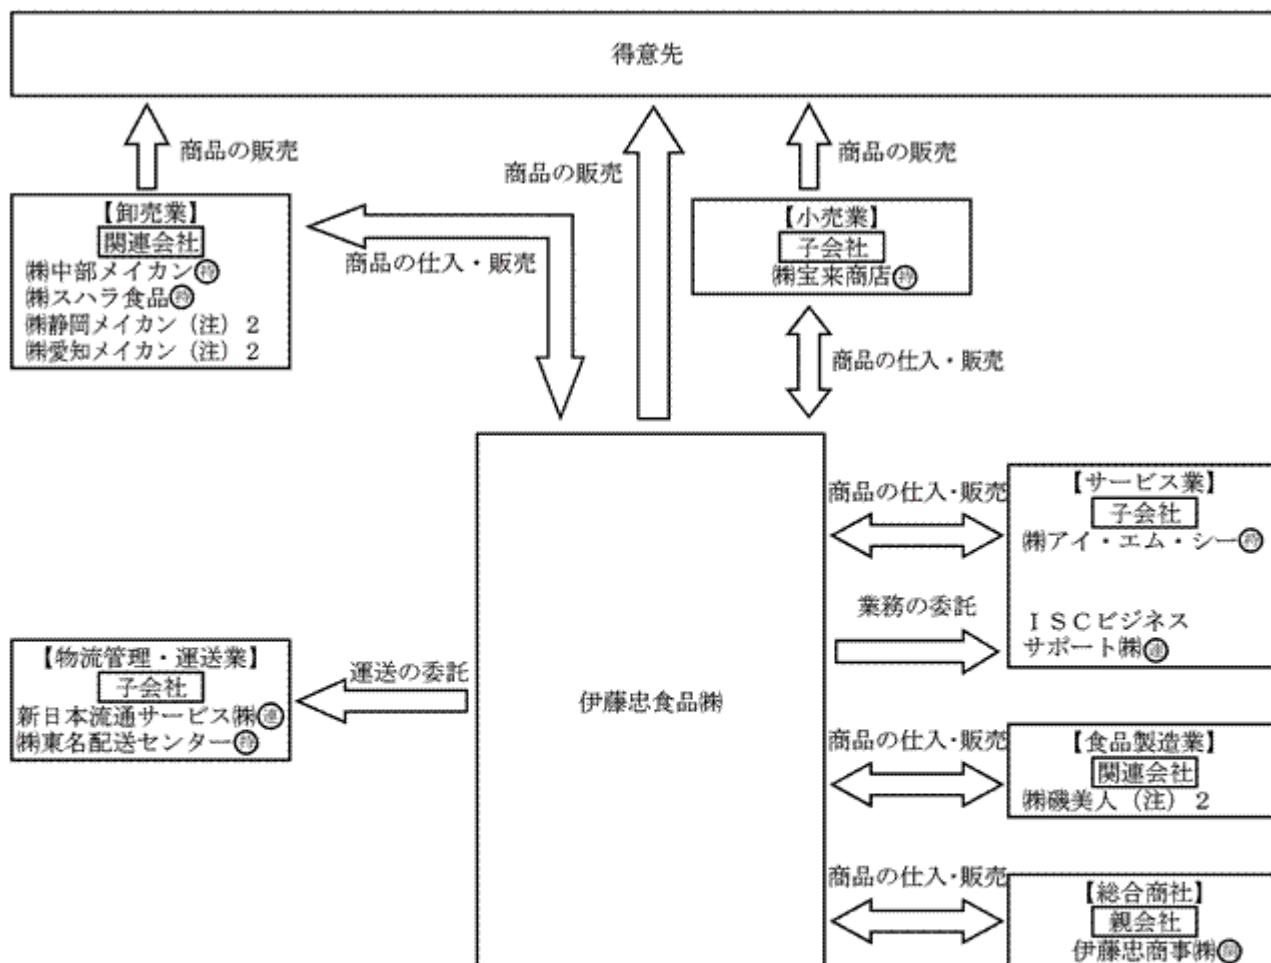 得意先
商品の販売
商品の販売
商品の販売
【卸売業】
関連会社
㈱中部メイカン㊕
㈱スハラ食品㊕
㈱静岡メイカン（注）２
㈱愛知メイカン（注）２
商品の仕入・販売
【小売業】
子会社
㈱宝来商店㊕
商品の仕入・販売
伊藤忠食品㈱
商品の仕入・販売
【サービス業】
子会社
㈱アイ・エム・シー㊕
業務の委託
ＩＳＣビジネス
サポート㈱
【物流管理・運送業】
子会社
新日本流通サービス㈱
㈱東名配送センター
運送の委託
商品の仕入・販売
【食品製造業】
関連会社
㈱磯美人（注）２
商品の仕入・販売
【総合商社】
親会社
伊藤忠商事㈱